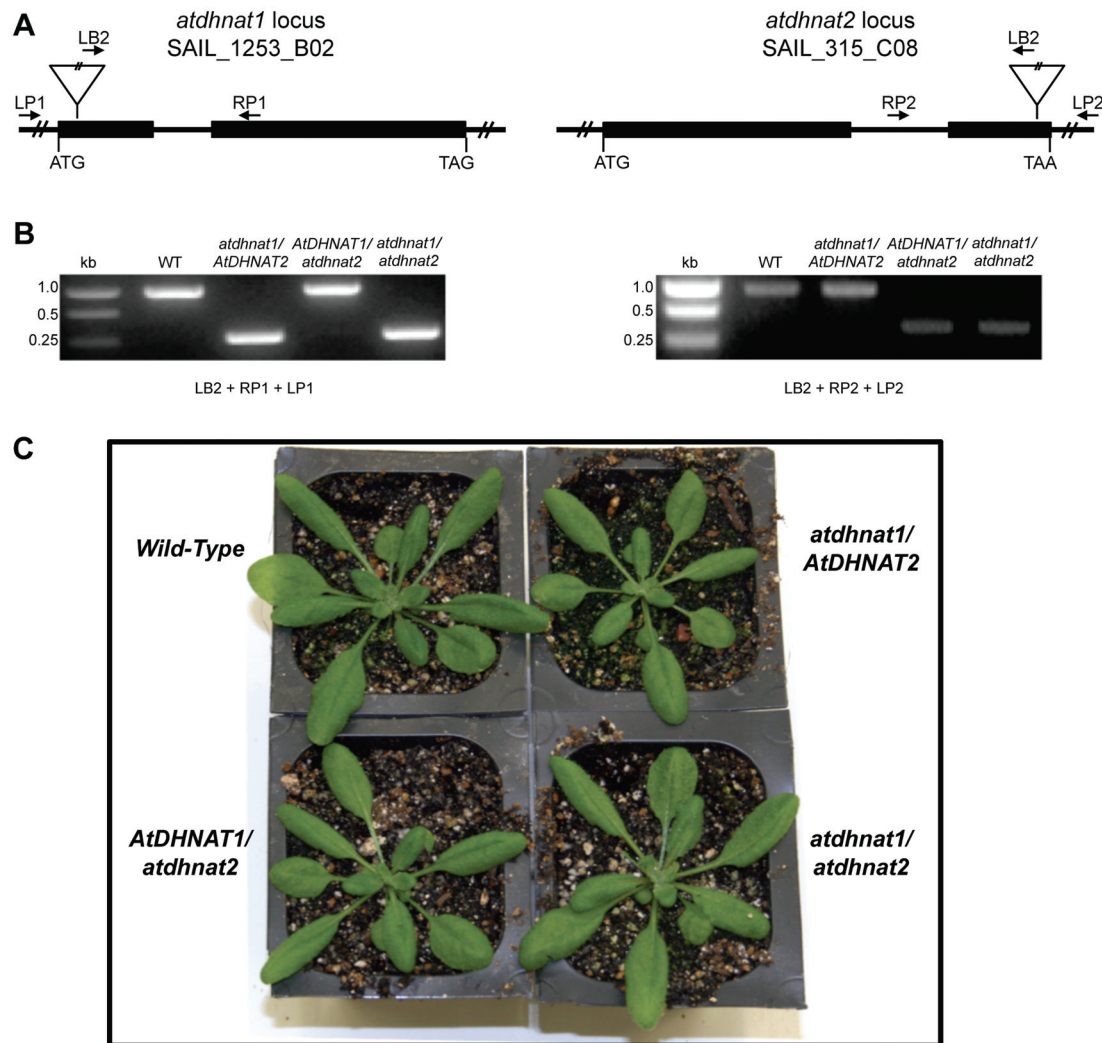 A
atdhnat1 locus
SAIL_1253_B02
LB2
LP1
RP1
ATG
TAG
atdhnat2 locus
SAIL_315_C08
LB2
RP2
LP2
ATG
TAA
B
kb
WT
atdhnat1/
AtDHNAT2
AtDHNAT1/
atdhnat2
atdhnat1/
atdhnat2
1.0
0.5
0.25
LB2 + RP1 + LP1
kb
WT
atdhnat1/
AtDHNAT2
AtDHNAT1/
atdhnat2
atdhnat1/
atdhnat2
1.0
0.5
0.25
LB2 + RP2 + LP2
C
Wild-Type
atdhnat1/
AtDHNAT2
AtDHNAT1/
atdhnat2
atdhnat1/
atdhnat2